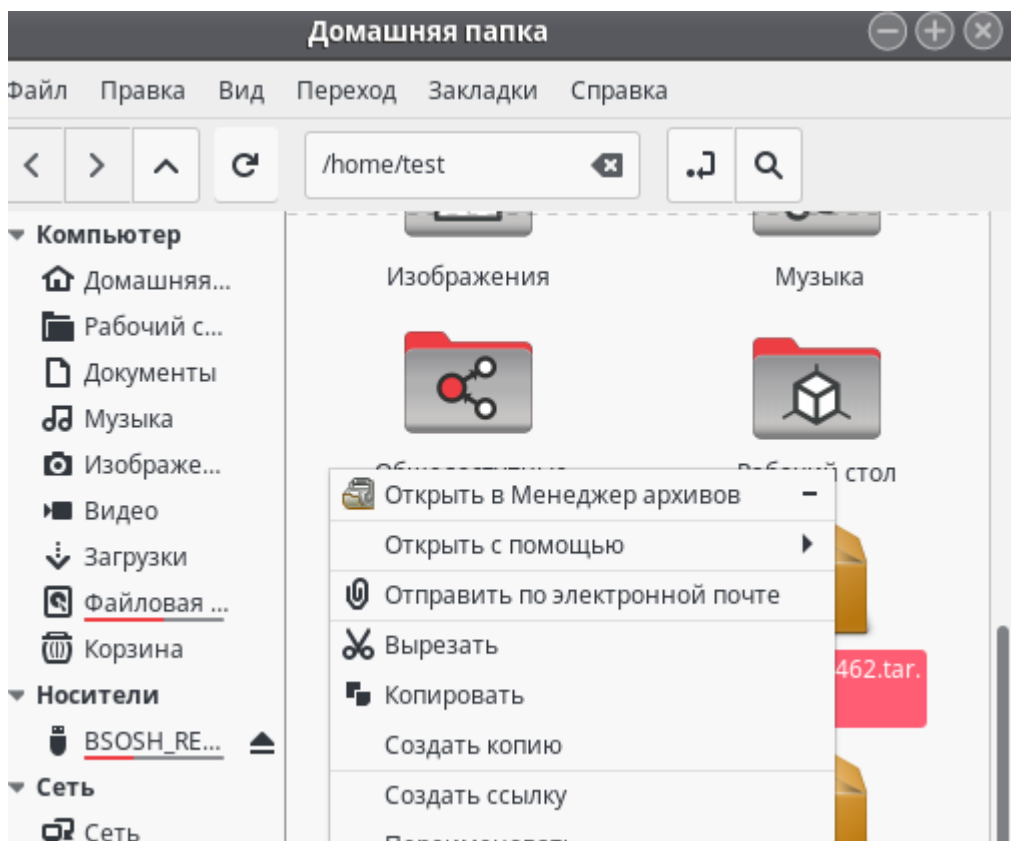 Домашняя папка
Файл Правка Вид Переход Закладки Справка
/home/test
Компьютер
Домашняя...
Рабочий с...
Документы
Музыка
Изображе...
Видео
Загрузки
Файловая ...
Корзина
Носители
BSOSH_RE...
Сеть
Сеть
Изображения
Музыка
Общедоступные
Рабочий стол
462.tar.
Открыть в Менеджер архивов
Открыть с помощью
Отправить по электронной почте
Вырезать
Копировать
Создать копию
Создать ссылку
Переименовать